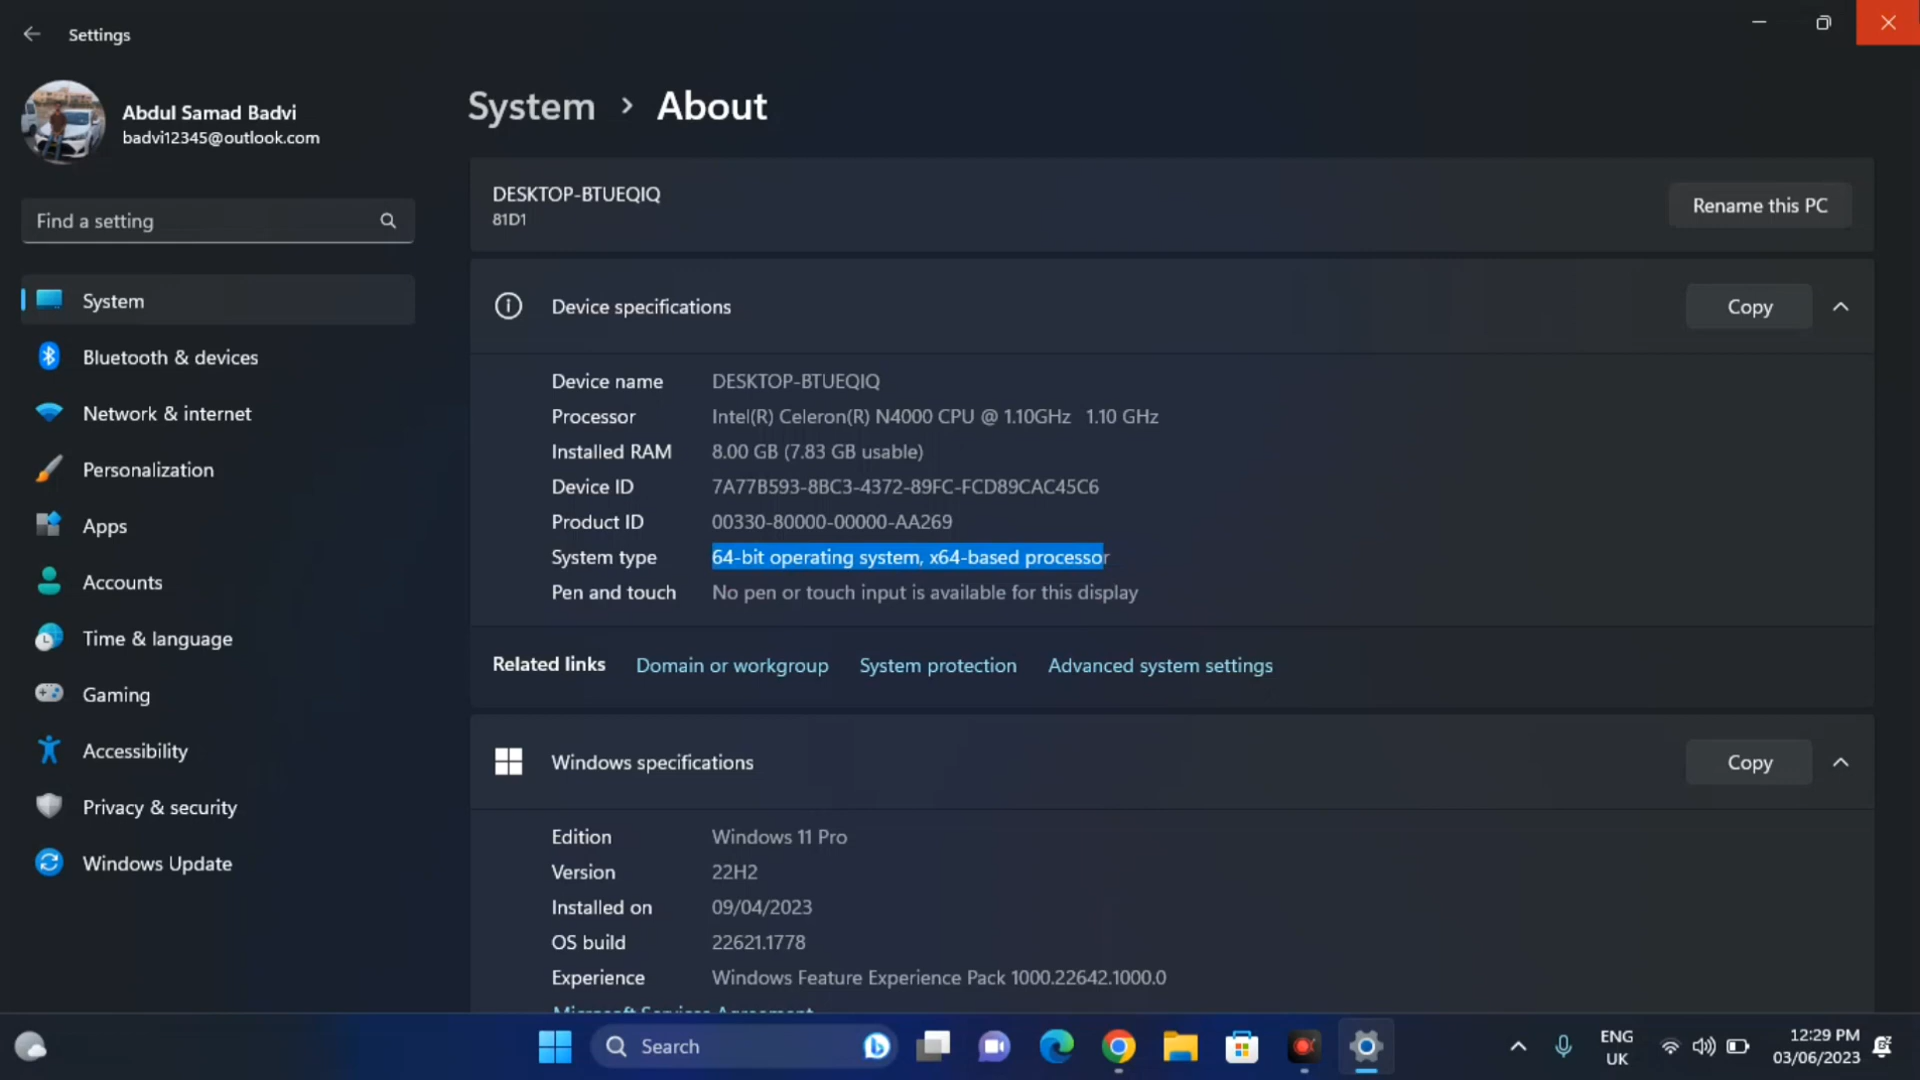 Settings
Abdul Samad Badvi
badvi12345@outlook.com
Find a setting
System
Bluetooth & devices
Network & internet
Personalization
Apps
Accounts
Time & language
Gaming
Accessibility
Privacy & security
Windows Update
System > About
DESKTOP-BTUEQIQ
81D1
Rename this PC
Device specifications
Copy
Device name DESKTOP-BTUEQIQ
Processor Intel(R) Celeron(R) N4000 CPU @ 1.10GHz 1.10 GHz
Installed RAM 8.00 GB (7.83 GB usable)
Device ID 7A77B593-8BC3-4372-89FC-FCD89CAC45C6
Product ID 00330-80000-00000-AA269
System type 64-bit operating system, x64-based processor
Pen and touch No pen or touch input is available for this display
Related links Domain or workgroup System protection Advanced system settings
Windows specifications
Copy
Edition Windows 11 Pro
Version 22H2
Installed on 09/04/2023
OS build 22621.1778
Experience Windows Feature Experience Pack 1000.22642.1000.0
Microsoft Services Agreement
Search
ENG
UK
12:29 PM
03/06/2023